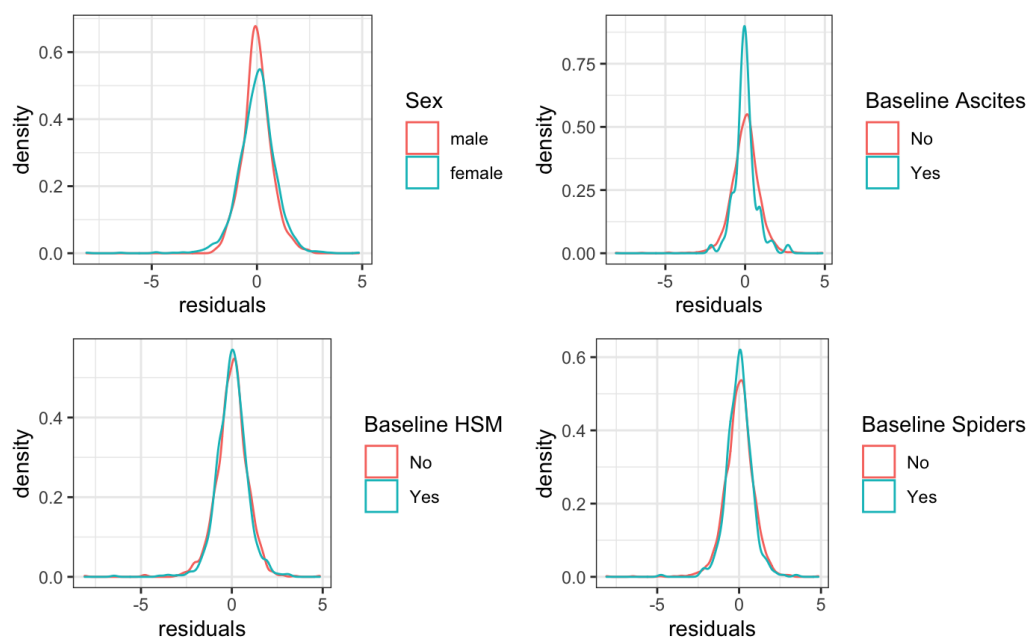 density
0.6
0.4
0.2
0.0
-5
0
5
residuals
Sex
male
female
density
0.75
0.50
0.25
0.00
-5
0
5
residuals
Baseline Ascites
No
Yes
density
0.4
0.2
0.0
-5
0
5
residuals
Baseline HSM
No
Yes
density
0.6
0.4
0.2
0.0
-5
0
5
residuals
Baseline Spiders
No
Yes